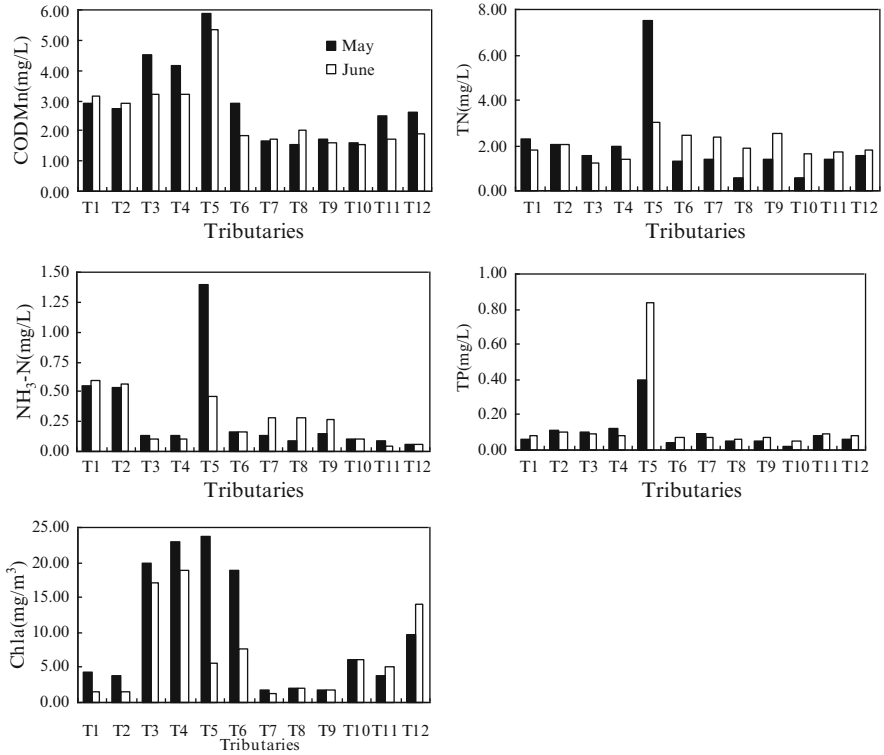 6.00
5.00
4.00
3.00
2.00
1.00
0.00
CODMn(mg/L)
May
June
T1 T2 T3 T4 T5 T6 T7 T8 T9 T10 T11 T12
Tributaries
8.00
6.00
4.00
2.00
0.00
TN(mg/L)
T1 T2 T3 T4 T5 T6 T7 T8 T9 T10 T11 T12
Tributaries
1.50
1.25
1.00
0.75
0.50
0.25
0.00
NH3-N(mg/L)
T1 T2 T3 T4 T5 T6 T7 T8 T9 T10 T11 T12
Tributaries
1.00
0.80
0.60
0.40
0.20
0.00
TP(mg/L)
T1 T2 T3 T4 T5 T6 T7 T8 T9 T10 T11 T12
Tributaries
25.00
20.00
15.00
10.00
5.00
0.00
Chla(mg/m3)
T1 T2 T3 T4 T5 T6 T7 T8 T9 T10 T11 T12
Tributaries